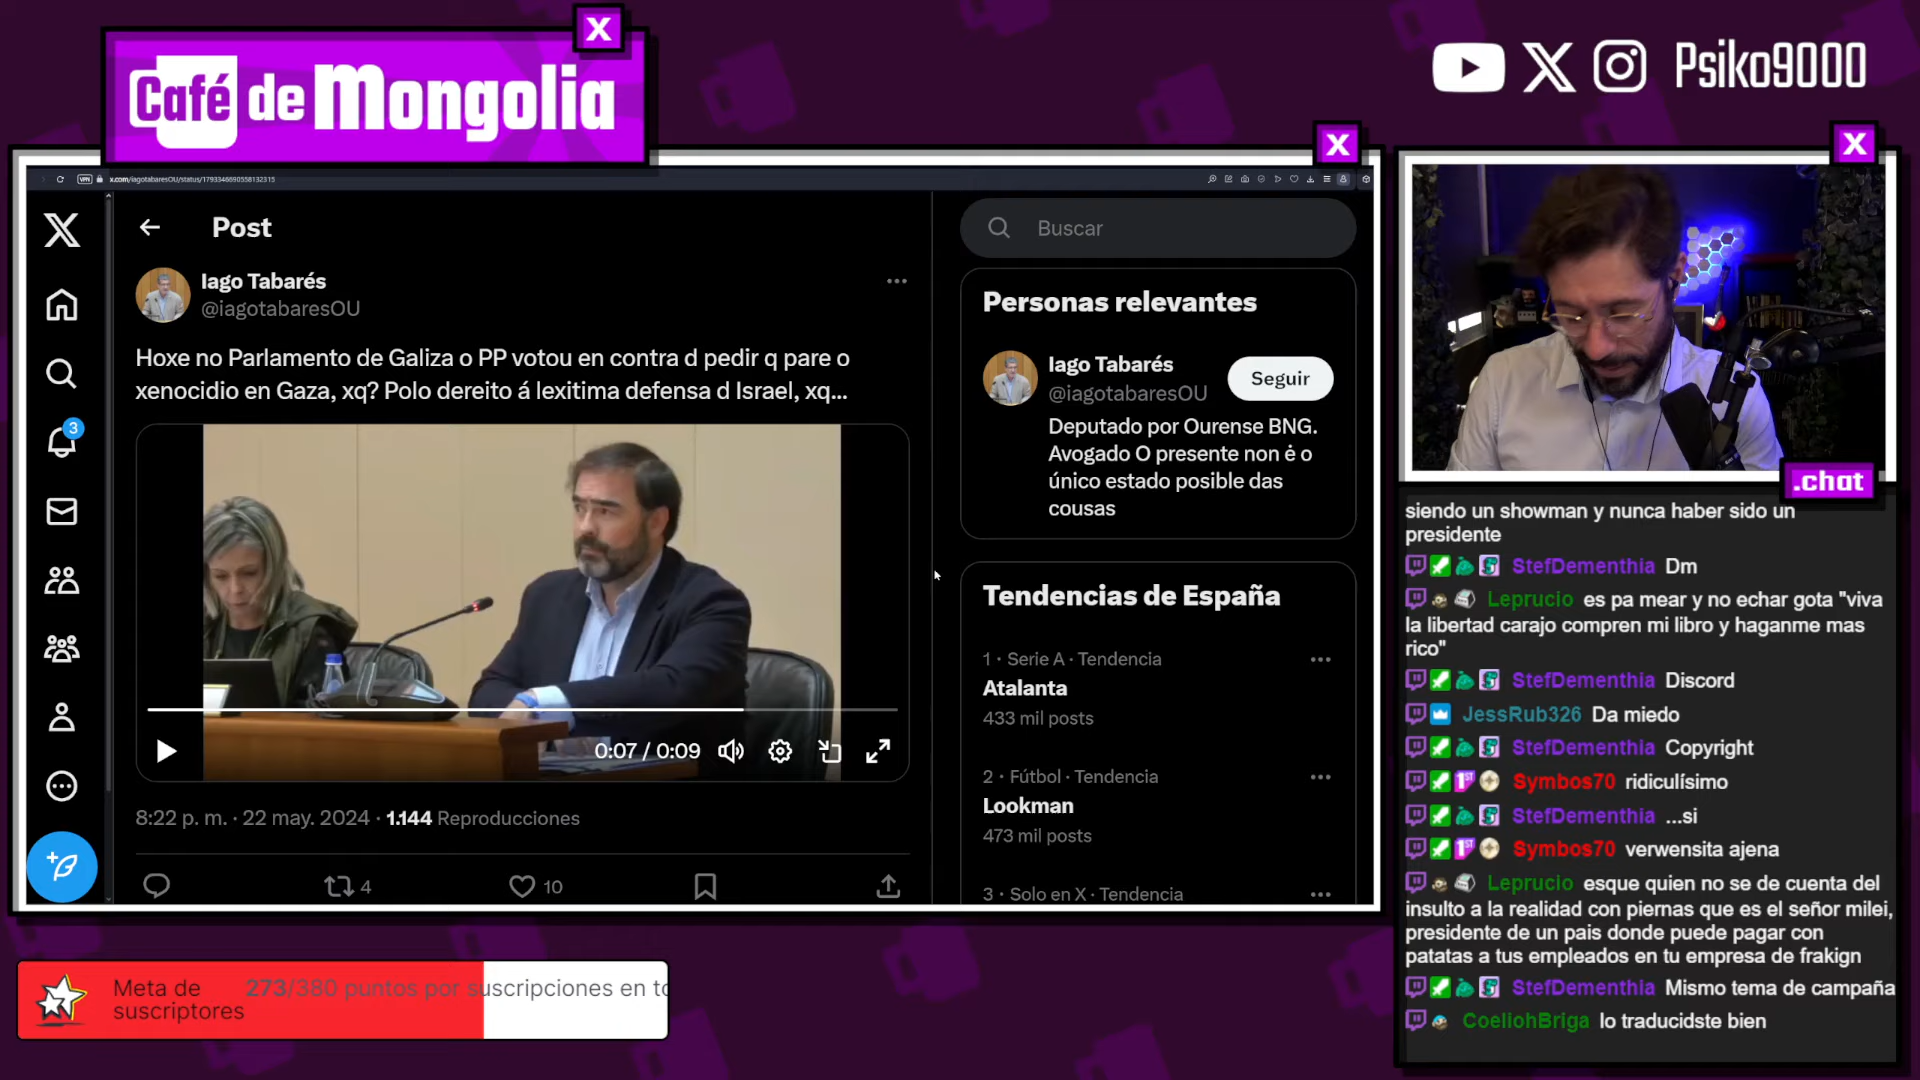 Café de Mongolia
Psiko9000
VPN x.com/iagotabaresOU/status/1793346690558132315
Post
Iago Tabarés
@iagotabaresOU
Hoxe no Parlamento de Galiza o PP votou en contra d pedir q pare o
xenocidio en Gaza, xq? Polo dereito á lexitima defensa d Israel, xq...
0:07 / 0:09
8:22 p. m. · 22 may. 2024 · 1.144 Reproducciones
4
10
3
Buscar
Personas relevantes
Iago Tabarés
@iagotabaresOU
Seguir
Deputado por Ourense BNG.
Avogado O presente non ė o
único estado posible das
cousas
Tendencias de España
1 · Serie A · Tendencia
Atalanta
433 mil posts
2 · Fútbol · Tendencia
Lookman
473 mil posts
3 · Solo en X · Tendencia
.chat
siendo un showman y nunca haber sido un
presidente
StefDementhia Dm
Leprucio es pa mear y no echar gota "viva
la libertad carajo compren mi libro y haganme mas
rico"
StefDementhia Discord
JessRub326 Da miedo
StefDementhia Copyright
Symbos70 ridiculísimo
StefDementhia ...si
Symbos70 verwensita ajena
Leprucio esque quien no se de cuenta del
insulto a la realidad con piernas que es el señor milei,
presidente de un pais donde puede pagar con
patatas a tus empleados en tu empresa de frakign
StefDementhia Mismo tema de campaña
CoeliohBriga lo traducidste bien
Meta de
suscriptores
273/380 puntos por suscripciones en to